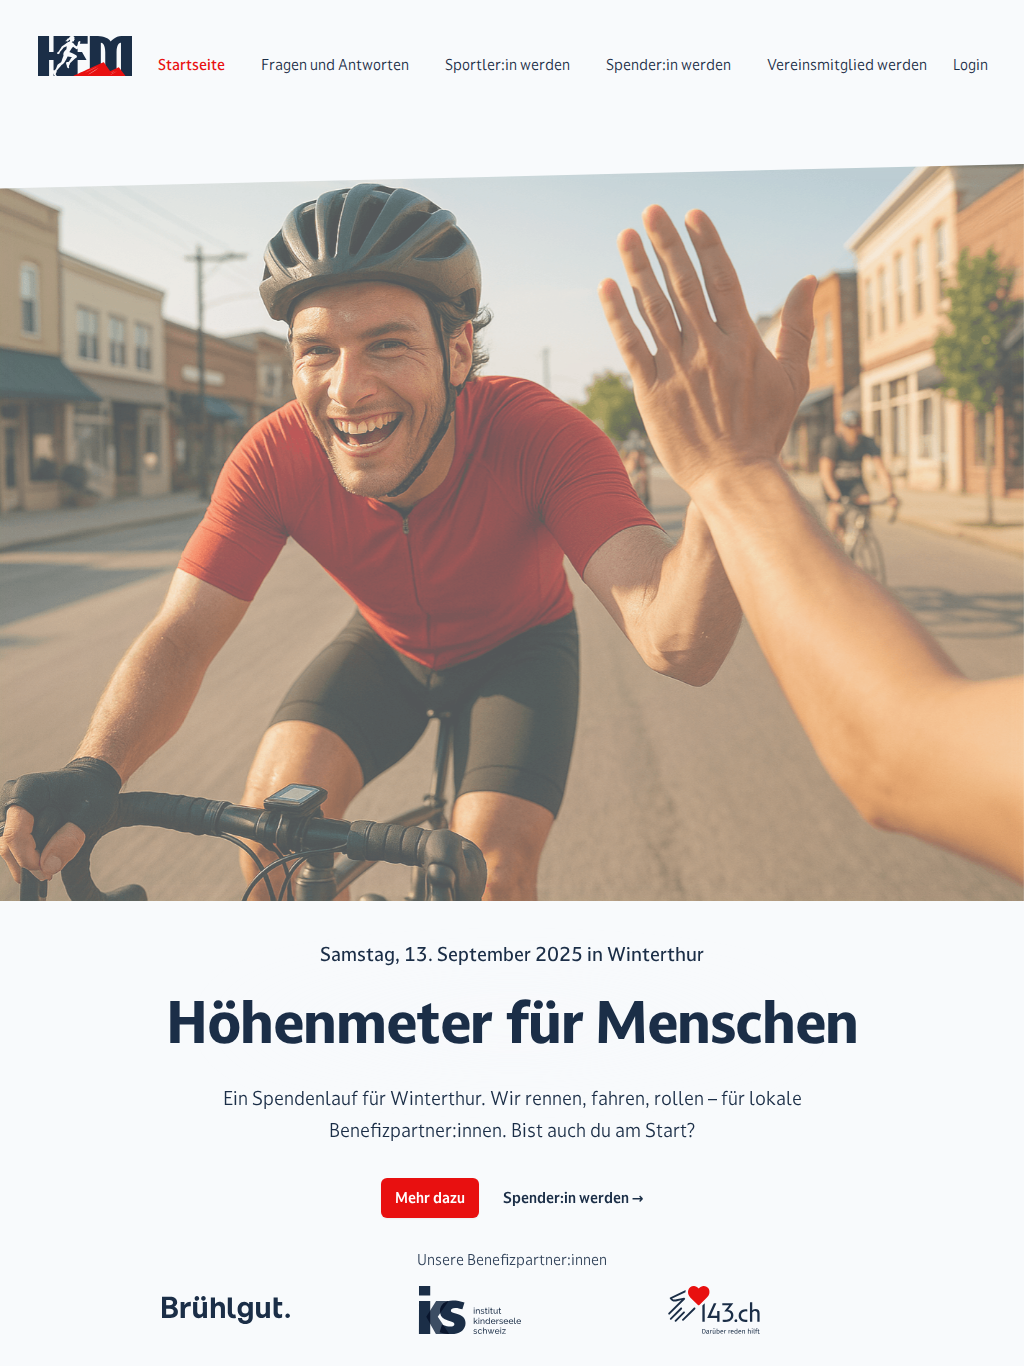 HFM
Startseite
Fragen und Antworten
Sportler:in werden
Spender:in werden
Vereinsmitglied werden
Login
Samstag, 13. September 2025 in Winterthur
Höhenmeter für Menschen
Ein Spendenlauf für Winterthur. Wir rennen, fahren, rollen – für lokale
Benefizpartner:innen. Bist auch du am Start?
Mehr dazu
Spender:in werden →
Unsere Benefizpartner:innen
Brühlgut.
iks
institut
kinderseele
schweiz
143.ch
Darüber reden hilft